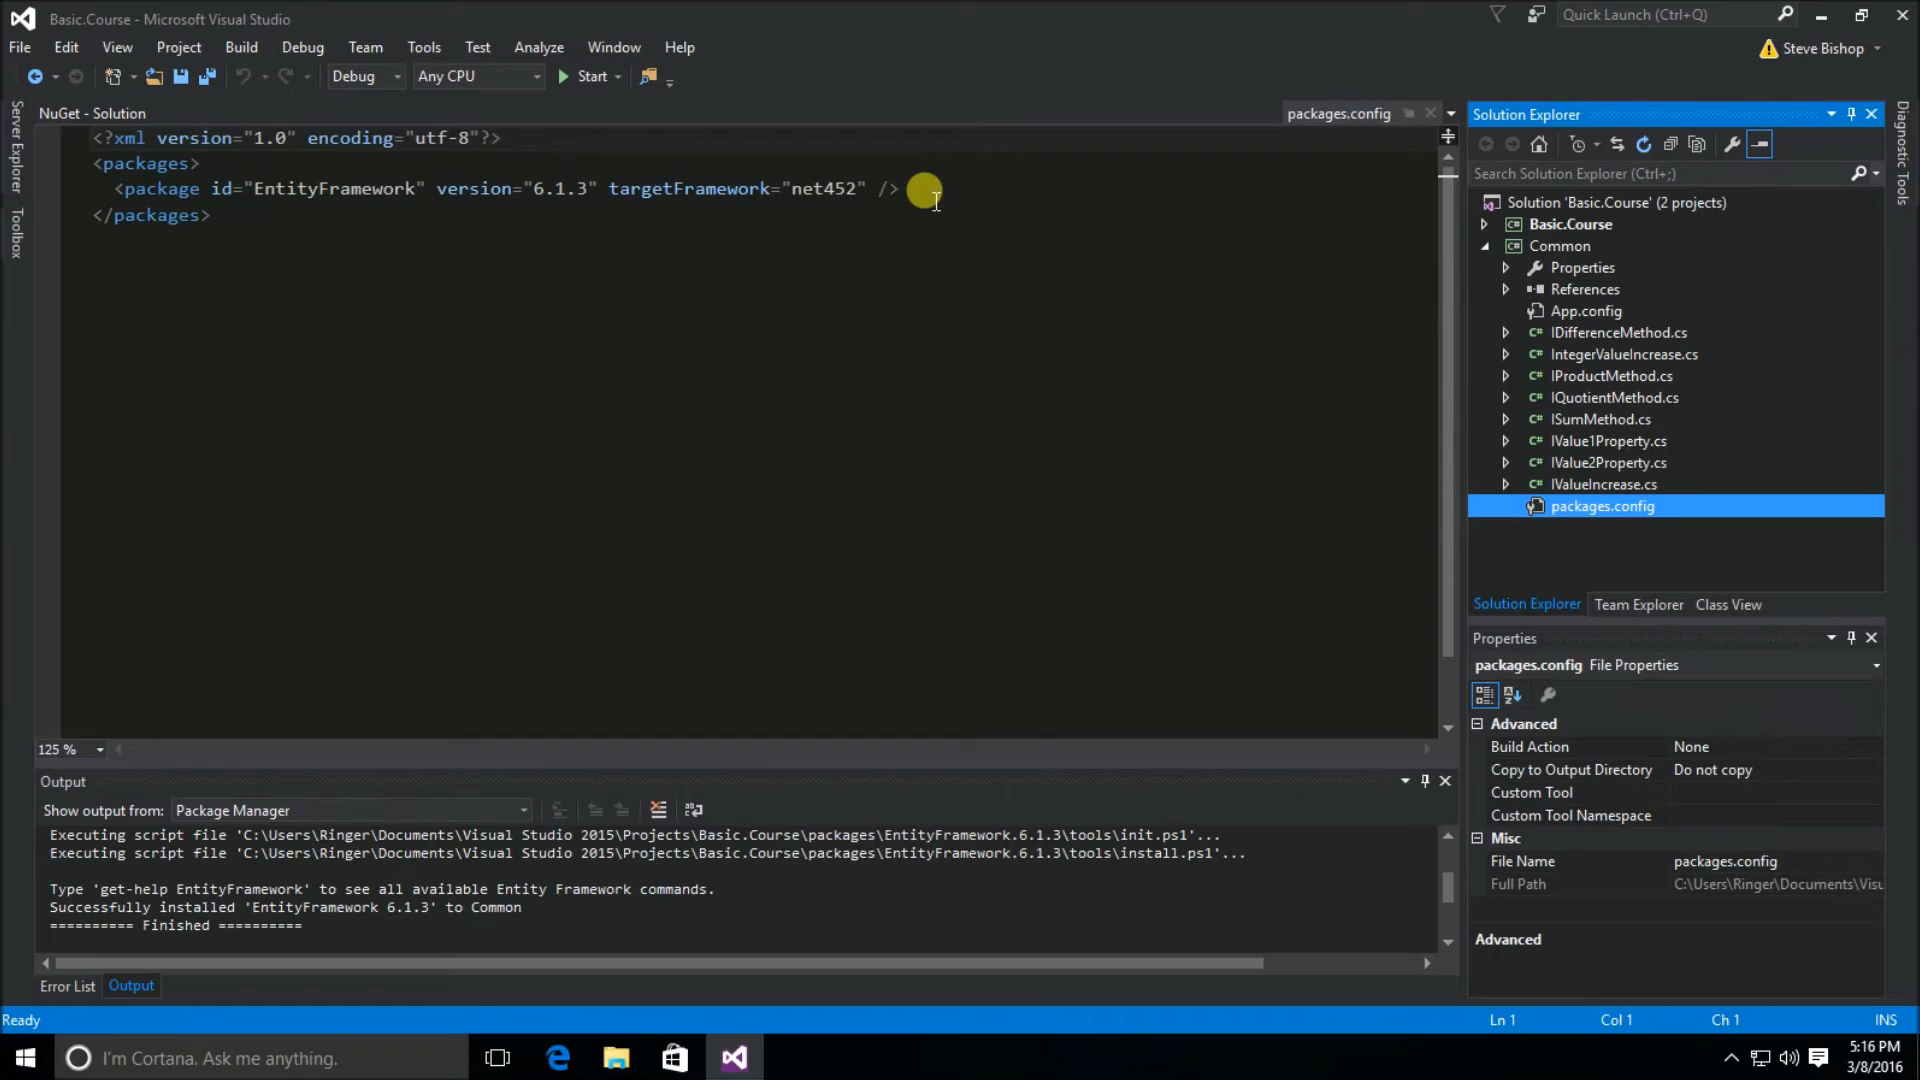 Basic.Course - Microsoft Visual Studio
Quick Launch (Ctrl+Q)
File Edit View Project Build Debug Team Tools Test Analyze Window Help
Steve Bishop
Debug Any CPU Start
Server Explorer
Toolbox
NuGet - Solution
packages.config
<?xml version="1.0" encoding="utf-8"?>
<packages>
<package id="EntityFramework" version="6.1.3" targetFramework="net452" />
</packages>
125 %
Output
Show output from: Package Manager
Executing script file 'C:\Users\Ringer\Documents\Visual Studio 2015\Projects\Basic.Course\packages\EntityFramework.6.1.3\tools\init.ps1'...
Executing script file 'C:\Users\Ringer\Documents\Visual Studio 2015\Projects\Basic.Course\packages\EntityFramework.6.1.3\tools\install.ps1'...
Type 'get-help EntityFramework' to see all available Entity Framework commands.
Successfully installed 'EntityFramework 6.1.3' to Common
========== Finished ==========
Error List Output
Solution Explorer
Search Solution Explorer (Ctrl+;)
Solution 'Basic.Course' (2 projects)
C# Basic.Course
C# Common
Properties
References
App.config
C# IDifferenceMethod.cs
C# IntegerValueIncrease.cs
C# IProductMethod.cs
C# IQuotientMethod.cs
C# ISumMethod.cs
C# IValue1Property.cs
C# IValue2Property.cs
C# IValueIncrease.cs
packages.config
Solution Explorer Team Explorer Class View
Properties
packages.config File Properties
Advanced
Build Action None
Copy to Output Directory Do not copy
Custom Tool
Custom Tool Namespace
Misc
File Name packages.config
Full Path C:\Users\Ringer\Documents\Visu
Advanced
Diagnostic Tools
Ready
Ln 1 Col 1 Ch 1 INS
I'm Cortana. Ask me anything.
5:16 PM
3/8/2016